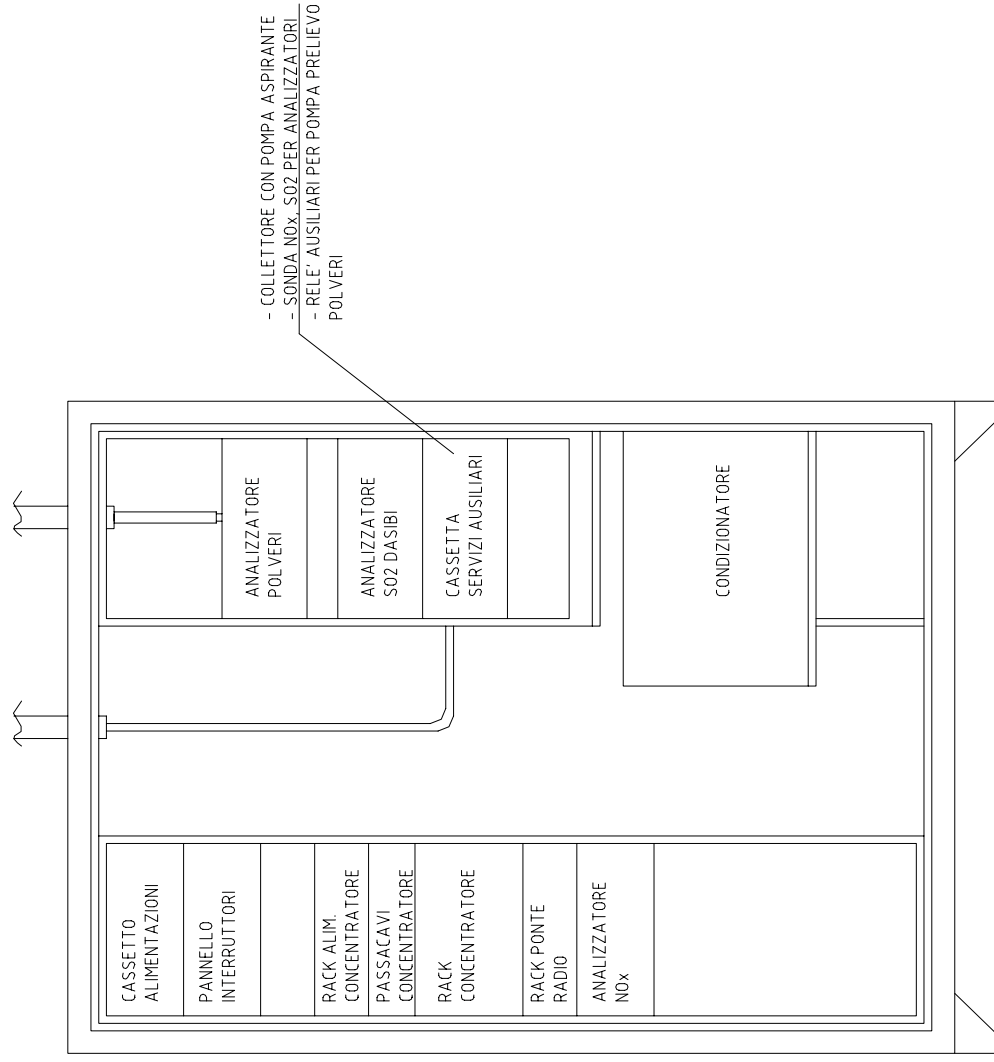 - COLLETTORE CON POMPA ASPIRANTE
- SONDA NOx, SO2 PER ANALIZZATORI
- RELE' AUSILIARI PER POMPA PRELIEVO
POLVERI
CASSETTO
ALIMENTAZIONI
PANNELLO
INTERRUTTORI
RACK ALIM.
CONCENTRATORE
PASSACAVI
CONCENTRATORE
RACK
CONCENTRATORE
RACK PONTE
RADIO
ANALIZZATORE
NOx
ANALIZZATORE
POLVERI
ANALIZZATORE
SO2 DASIBI
CASSETTA
SERVIZI AUSILIARI
CONDIZIONATORE